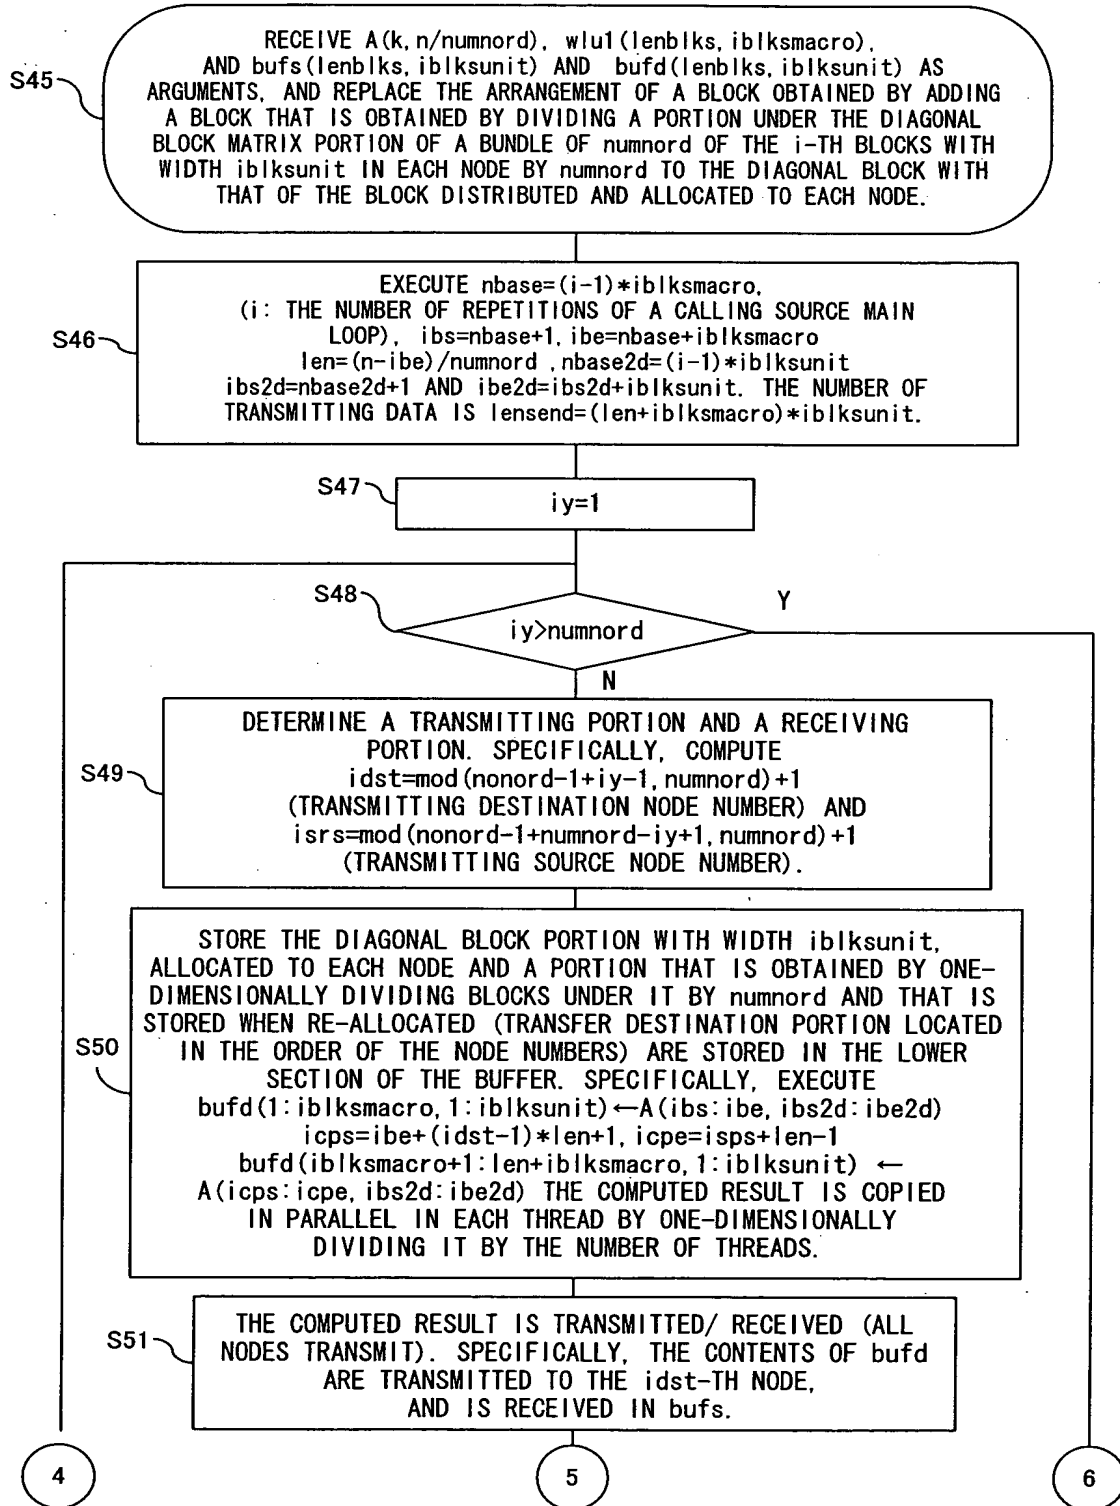 RECEIVE A(k, n/numnord), wlu1(lenblks, iblksmacro),
AND bufs(lenblks, iblksunit) AND bufd(lenblks, iblksunit) AS
ARGUMENTS, AND REPLACE THE ARRANGEMENT OF A BLOCK OBTAINED BY ADDING
A BLOCK THAT IS OBTAINED BY DIVIDING A PORTION UNDER THE DIAGONAL
BLOCK MATRIX PORTION OF A BUNDLE OF numnord OF THE i-TH BLOCKS WITH
WIDTH iblksunit IN EACH NODE BY numnord TO THE DIAGONAL BLOCK WITH
THAT OF THE BLOCK DISTRIBUTED AND ALLOCATED TO EACH NODE.
S45
EXECUTE nbase=(i-1)*iblksmacro,
(i: THE NUMBER OF REPETITIONS OF A CALLING SOURCE MAIN
LOOP), ibs=nbase+1, ibe=nbase+iblksmacro
len=(n-ibe)/numnord ,nbase2d=(i-1)*iblksunit
ibs2d=nbase2d+1 AND ibe2d=ibs2d+iblksunit. THE NUMBER OF
TRANSMITTING DATA IS lensend=(len+iblksmacro)*iblksunit.
S46
S47
iy=1
S48
iy>numnord
Y
N
DETERMINE A TRANSMITTING PORTION AND A RECEIVING
PORTION. SPECIFICALLY, COMPUTE
idst=mod(nonord-1+iy-1, numnord)+1
(TRANSMITTING DESTINATION NODE NUMBER) AND
isrs=mod(nonord-1+numnord-iy+1, numnord)+1
(TRANSMITTING SOURCE NODE NUMBER).
S49
STORE THE DIAGONAL BLOCK PORTION WITH WIDTH iblksunit,
ALLOCATED TO EACH NODE AND A PORTION THAT IS OBTAINED BY ONE-
DIMENSIONALLY DIVIDING BLOCKS UNDER IT BY numnord AND THAT IS
STORED WHEN RE-ALLOCATED (TRANSFER DESTINATION PORTION LOCATED
IN THE ORDER OF THE NODE NUMBERS) ARE STORED IN THE LOWER
SECTION OF THE BUFFER. SPECIFICALLY, EXECUTE
bufd(1:iblksmacro, 1:iblksunit)←A(ibs:ibe, ibs2d:ibe2d)
icps=ibe+(idst-1)*len+1, icpe=isps+len-1
bufd(iblksmacro+1:len+iblksmacro, 1:iblksunit) ←
A(icps:icpe, ibs2d:ibe2d) THE COMPUTED RESULT IS COPIED
IN PARALLEL IN EACH THREAD BY ONE-DIMENSIONALLY
DIVIDING IT BY THE NUMBER OF THREADS.
S50
THE COMPUTED RESULT IS TRANSMITTED/ RECEIVED (ALL
NODES TRANSMIT). SPECIFICALLY, THE CONTENTS OF bufd
ARE TRANSMITTED TO THE idst-TH NODE,
AND IS RECEIVED IN bufs.
S51
4
5
6